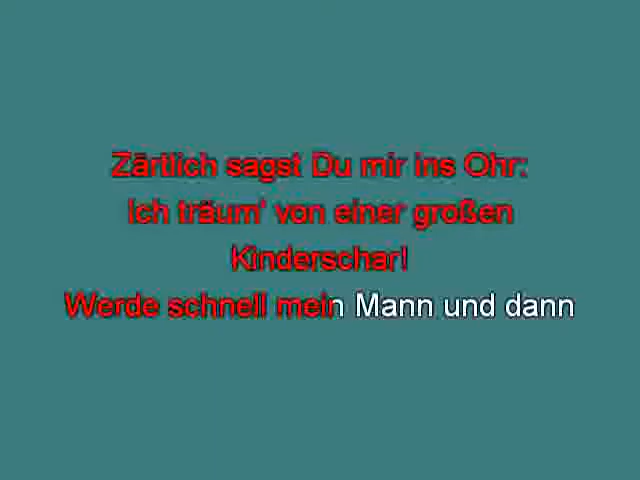 Zärtlich sagst Du mir ins Ohr:
Ich träum' von einer großen
Kinderschar!
Werde schnell mein Mann und dann